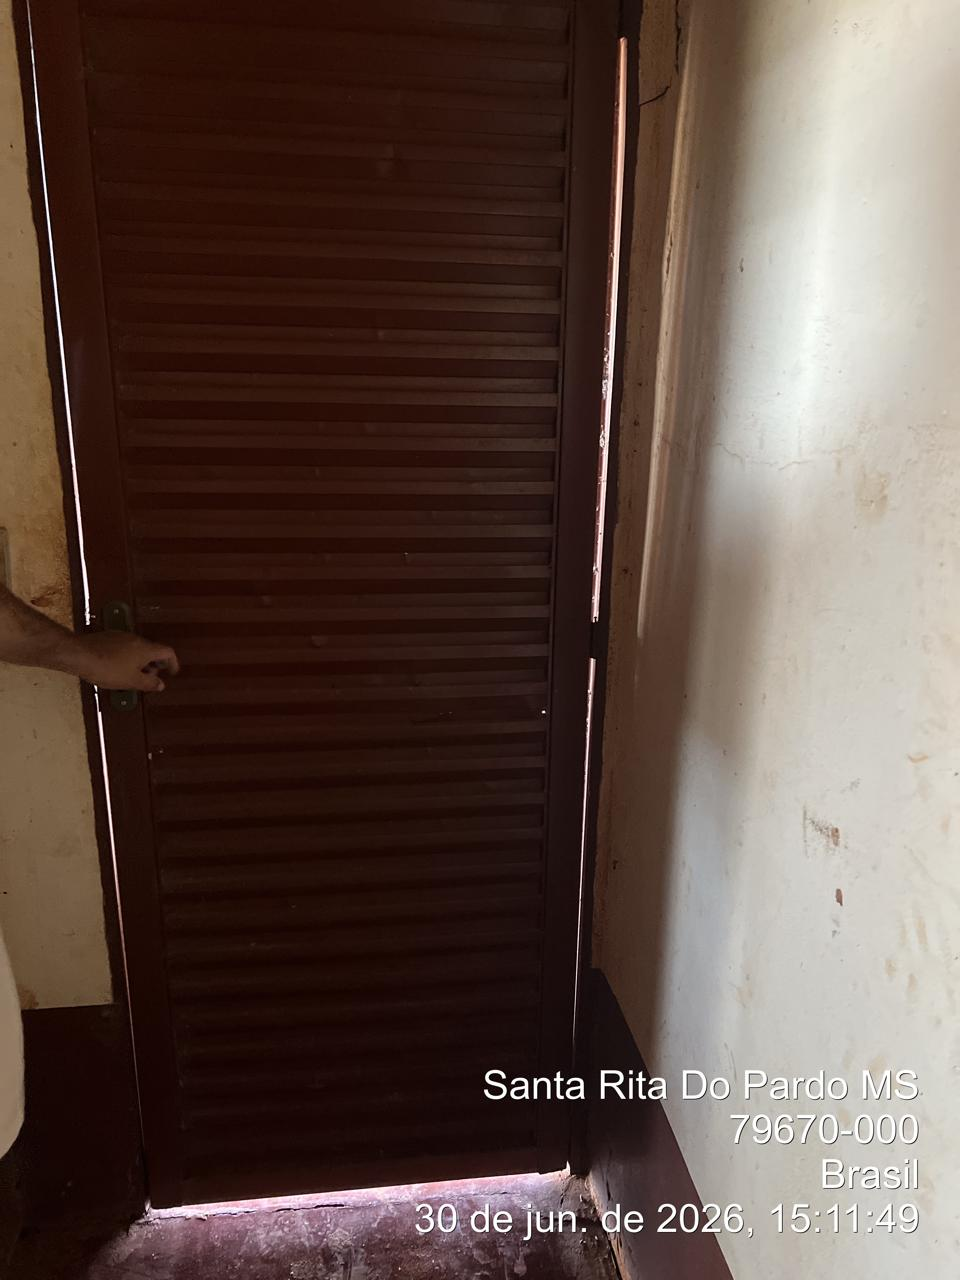 Santa Rita Do Pardo MS
79670-000
Brasil
30 de jun. de 2026, 15:11:49